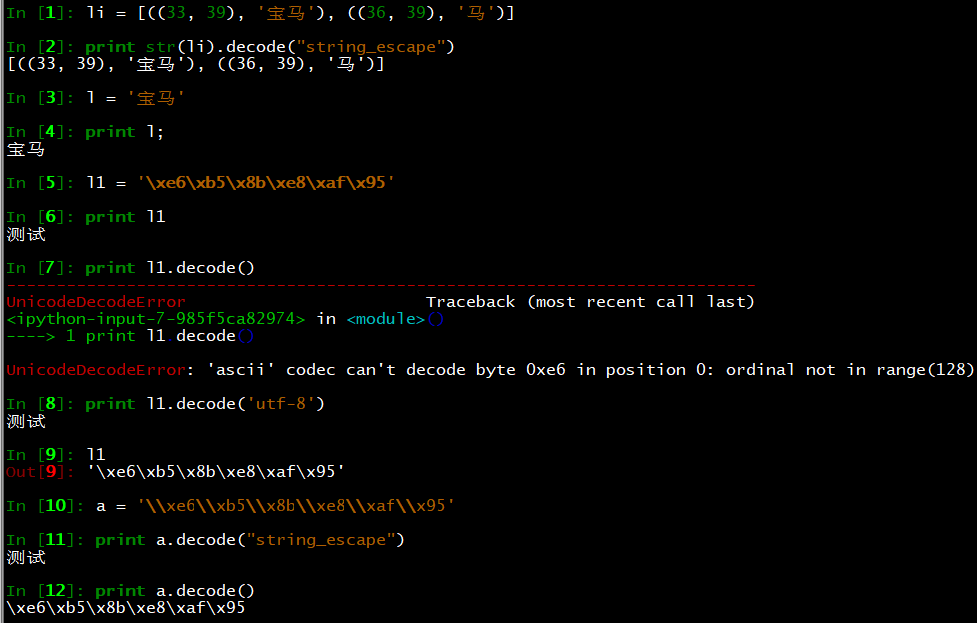 In [1]: li = [((33, 39), '宝马'), ((36, 39), '马')]
In [2]: print str(li).decode("string_escape")
[((33, 39), '宝马'), ((36, 39), '马')]
In [3]: l = '宝马'
In [4]: print l;
宝马
In [5]: l1 = '\xe6\xb5\x8b\xe8\xaf\x95'
In [6]: print l1
测试
In [7]: print l1.decode()
---------------------------------------------------------------------------
UnicodeDecodeError                        Traceback (most recent call last)
<ipython-input-7-985f5ca82974> in <module>()
----> 1 print l1.decode()
UnicodeDecodeError: 'ascii' codec can't decode byte 0xe6 in position 0: ordinal not in range(128)
In [8]: print l1.decode('utf-8')
测试
In [9]: l1
Out[9]: '\xe6\xb5\x8b\xe8\xaf\x95'
In [10]: a = '\\xe6\\xb5\\x8b\\xe8\\xaf\\x95'
In [11]: print a.decode("string_escape")
测试
In [12]: print a.decode()
\xe6\xb5\x8b\xe8\xaf\x95